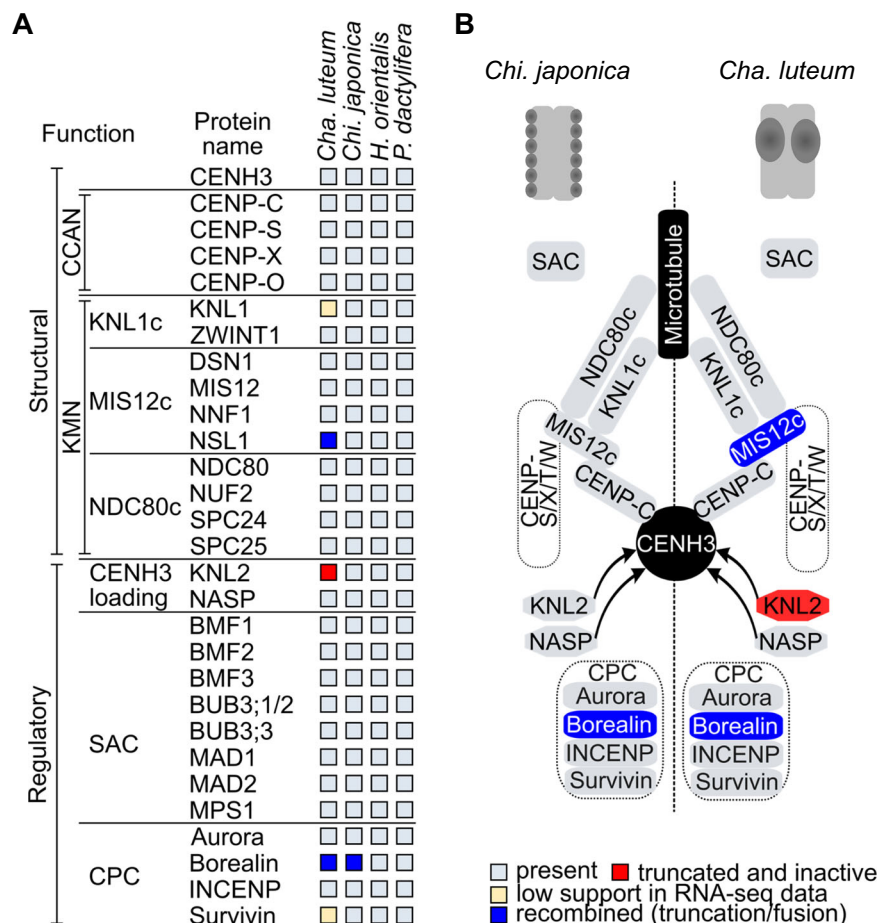 A
Function
Protein name
Cha. luteum
Chi. japonica
H. orientalis
P. dactylifera
Structural
CENH3
CCAN
CENP-C
CENP-S
CENP-X
CENP-O
KMN
KNL1c
KNL1
ZWINT1
MIS12c
DSN1
MIS12
NNF1
NSL1
NDC80c
NDC80
NUF2
SPC24
SPC25
Regulatory
CENH3 loading
KNL2
NASP
SAC
BMF1
BMF2
BMF3
BUB3;1/2
BUB3;3
MAD1
MAD2
MPS1
CPC
Aurora
Borealin
INCENP
Survivin
B
Chi. japonica
Cha. luteum
SAC
SAC
Microtubule
NDC80c
KNL1c
MIS12c
CENP-C
CENP-
S/X/T/W
NDC80c
KNL1c
MIS12c
CENP-C
CENP-
S/X/T/W
CENH3
KNL2
NASP
KNL2
NASP
CPC
Aurora
Borealin
INCENP
Survivin
CPC
Aurora
Borealin
INCENP
Survivin
present
truncated and inactive
low support in RNA-seq data
recombined (truncation/fusion)